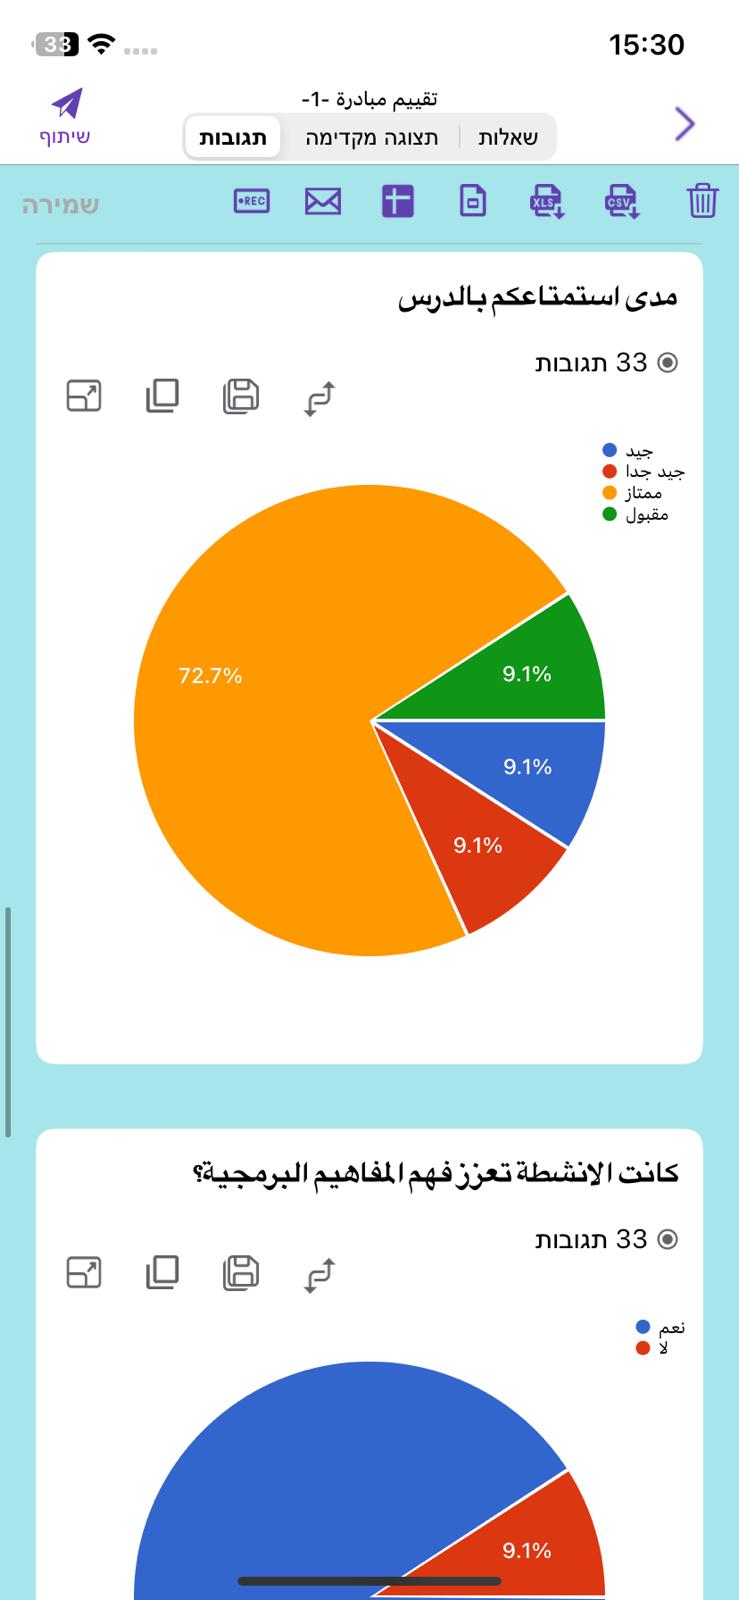 33
15:30
تقييم مبادرة -1-
שיתוף
שאלות
תצוגה מקדימה
תגובות
שמירה
REC
XLS
CSV
مدى استمتاعكم بالدرس
33 תגובות
جيد
جيد جدا
ممتاز
مقبول
72.7%
9.1%
9.1%
9.1%
كانت الانشطة تعزز فهم المفاهيم البرمجية؟
33 תגובות
نعم
لا
9.1%